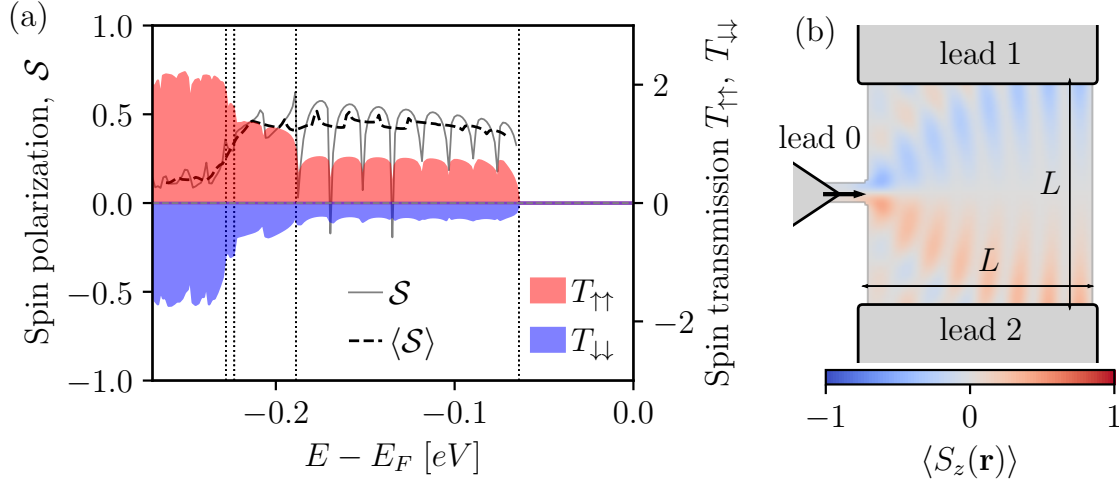 (a)
1.0
0.5
0.0
−0.5
−1.0
Spin polarization, 𝒮
−0.2
−0.1
0.0
E − E_F [eV]
2
0
−2
Spin transmission T↑↑, T↓↓
𝒮
⟨𝒮⟩
T↑↑
T↓↓
(b)
lead 1
lead 0
L
L
lead 2
−1
0
1
⟨S_z(r)⟩